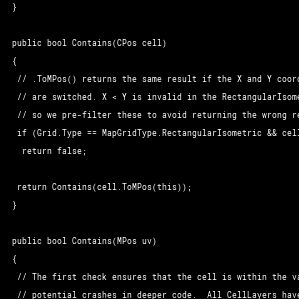 }
public bool Contains(CPos cell)
{
// .ToMPos() returns the same result if the X and Y coor
// are switched. X < Y is invalid in the RectangularIsome
// so we pre-filter these to avoid returning the wrong re
if (Grid.Type == MapGridType.RectangularIsometric && cel
return false;
return Contains(cell.ToMPos(this));
}
public bool Contains(MPos uv)
{
// The first check ensures that the cell is within the va
// potential crashes in deeper code. All CellLayers have